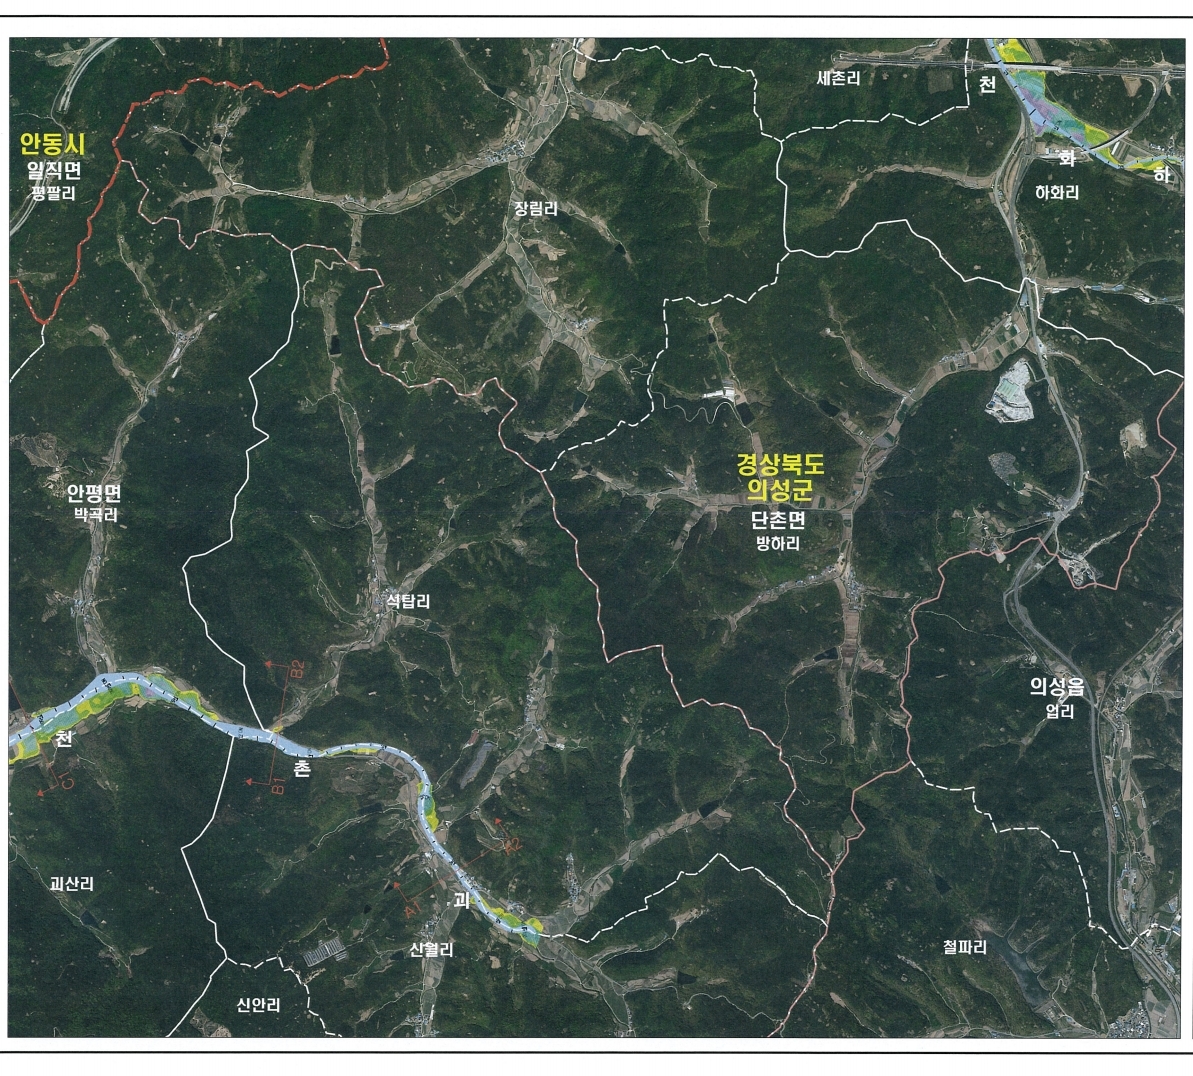 세촌리
천
안동시
일직면
평팔리
화
하
하화리
장림리
경상북도
의성군
단촌면
방하리
안평면
박곡리
석탑리
B2
의성읍
업리
천
촌
C1
B1
A2
괴산리
괴
A1
신월리
철파리
신안리